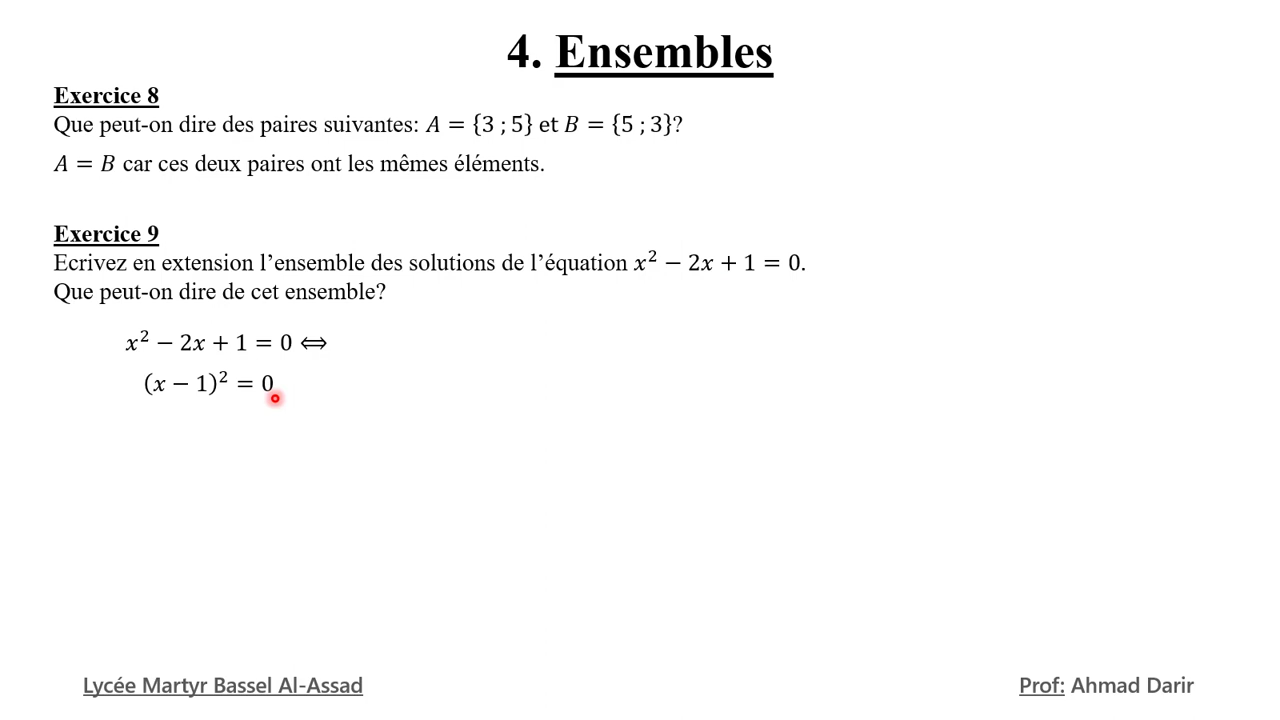 4. Ensembles
Exercice 8
Que peut-on dire des paires suivantes: A = {3 ; 5} et B = {5 ; 3}?
A = B car ces deux paires ont les mêmes éléments.
Exercice 9
Ecrivez en extension l’ensemble des solutions de l’équation x² − 2x + 1 = 0.
Que peut-on dire de cet ensemble?
x² − 2x + 1 = 0 ⟺
(x − 1)² = 0
Lycée Martyr Bassel Al-Assad
Prof: Ahmad Darir